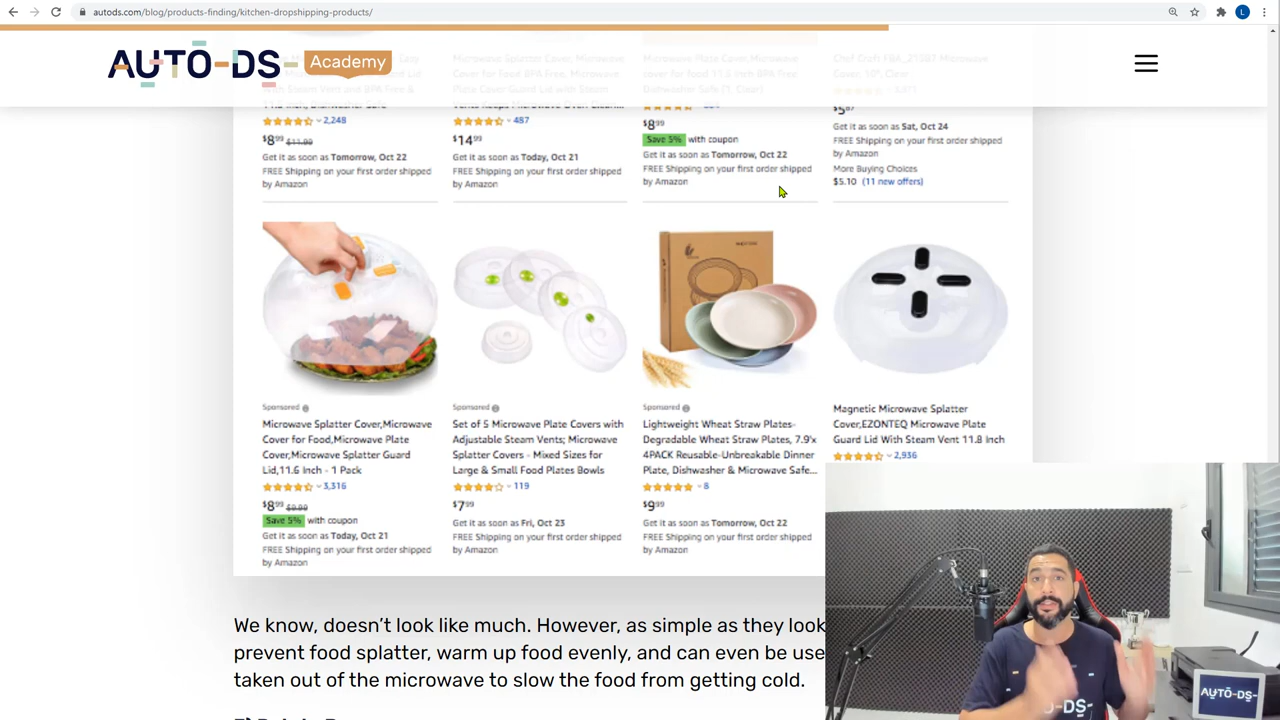 autods.com/blog/products-finding/kitchen-dropshipping-products/
L
AUTO-DS-
Academy
2,248
487
$8.99 $11.99
$14.99
$8.99
$5.87
Save 5% with coupon
Get it as soon as Tomorrow, Oct 22
FREE Shipping on your first order shipped
by Amazon
Get it as soon as Today, Oct 21
FREE Shipping on your first order shipped
by Amazon
Get it as soon as Tomorrow, Oct 22
FREE Shipping on your first order shipped
by Amazon
Get it as soon as Sat, Oct 24
FREE Shipping on your first order shipped
by Amazon
More Buying Choices
$5.10 (11 new offers)
Sponsored
Microwave Splatter Cover,Microwave
Cover for Food,Microwave Plate
Cover,Microwave Splatter Guard
Lid,11.6 Inch - 1 Pack
3,316
$8.99 $9.99
Save 5% with coupon
Get it as soon as Today, Oct 21
FREE Shipping on your first order shipped
by Amazon
Sponsored
Set of 5 Microwave Plate Covers with
Adjustable Steam Vents; Microwave
Splatter Covers - Mixed Sizes for
Large & Small Food Plates Bowls
119
$7.99
Get it as soon as Fri, Oct 23
FREE Shipping on your first order shipped
by Amazon
Sponsored
Lightweight Wheat Straw Plates-
Degradable Wheat Straw Plates, 7.9'x
4PACK Reusable-Unbreakable Dinner
Plate, Dishwasher & Microwave Safe...
8
$9.99
Get it as soon as Tomorrow, Oct 22
FREE Shipping on your first order shipped
by Amazon
Magnetic Microwave Splatter
Cover,EZONTEQ Microwave Plate
Guard Lid With Steam Vent 11.8 Inch
2,936
We know, doesn't look like much. However, as simple as they look
prevent food splatter, warm up food evenly, and can even be use
taken out of the microwave to slow the food from getting cold.
AUTO-DS-
AUTO-DS-